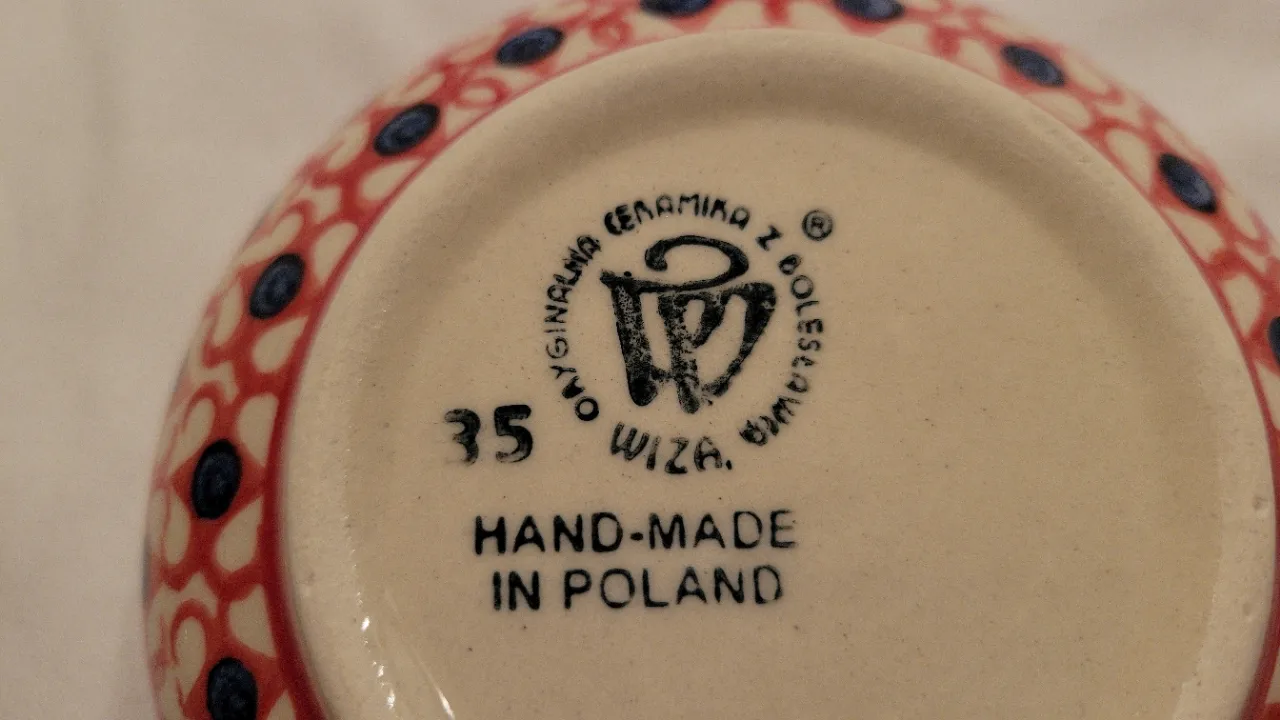 ORYGINALNA CERAMIKA Z BOLESŁAWCA ®
WIZA.
35
HAND-MADE
IN POLAND